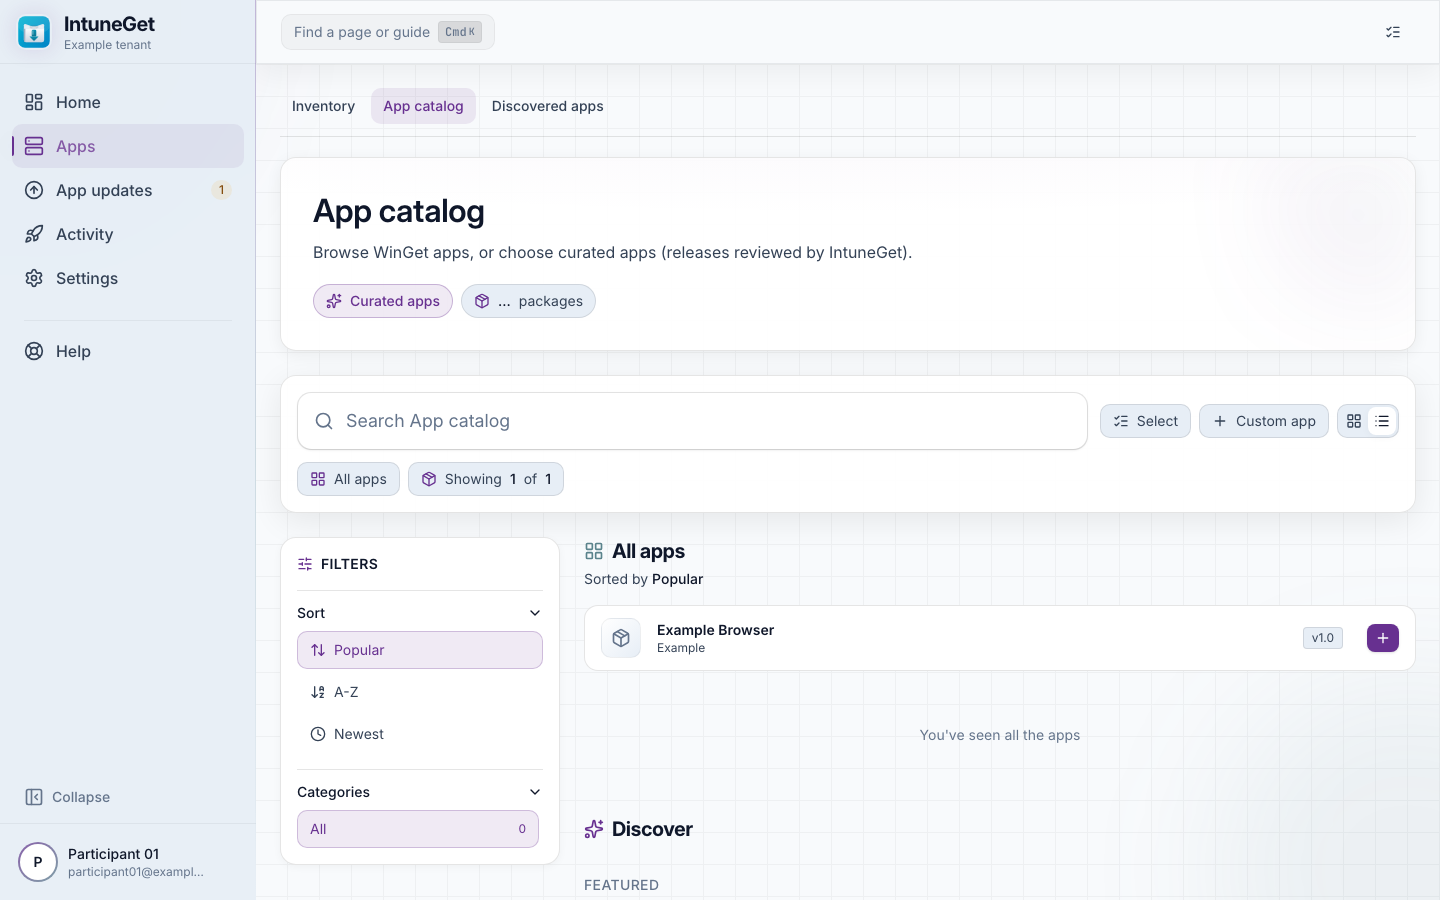 IntuneGet
Example tenant
Home
Apps
App updates 1
Activity
Settings
Help
Collapse
P
Participant 01
participant01@exampl...
Find a page or guide Cmd K
Inventory App catalog Discovered apps
App catalog
Browse WinGet apps, or choose curated apps (releases reviewed by IntuneGet).
Curated apps ... packages
Search App catalog
Select Custom app
All apps Showing 1 of 1
FILTERS
Sort
Popular
A-Z
Newest
Categories
All 0
All apps
Sorted by Popular
Example Browser
Example
v1.0
You've seen all the apps
Discover
FEATURED